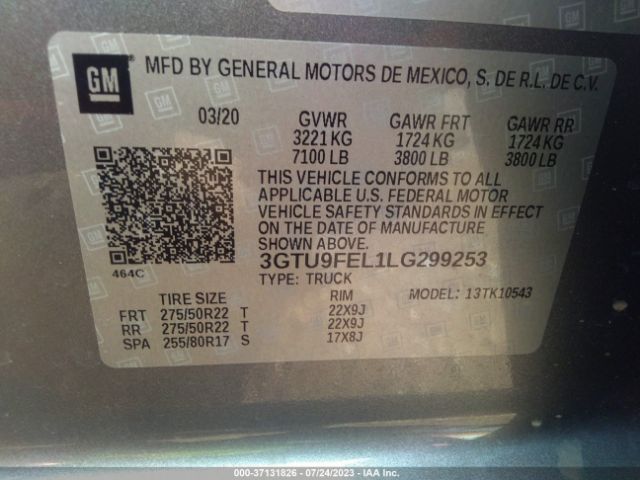 GM
MFD BY GENERAL MOTORS DE MEXICO, S. DE R.L. DE C.V.
03/20 GVWR GAWR FRT GAWR RR
3221 KG 1724 KG 1724 KG
7100 LB 3800 LB 3800 LB
THIS VEHICLE CONFORMS TO ALL
APPLICABLE U.S. FEDERAL MOTOR
VEHICLE SAFETY STANDARDS IN EFFECT
ON THE DATE OF MANUFACTURE
SHOWN ABOVE.
464C 3GTU9FEL1LG299253
TYPE: TRUCK
TIRE SIZE RIM MODEL: 13TK10543
FRT 275/50R22 T 22X9J
RR 275/50R22 T 22X9J
SPA 255/80R17 S 17X8J
000-37131826 / 07/24/2023 / IAA Inc.